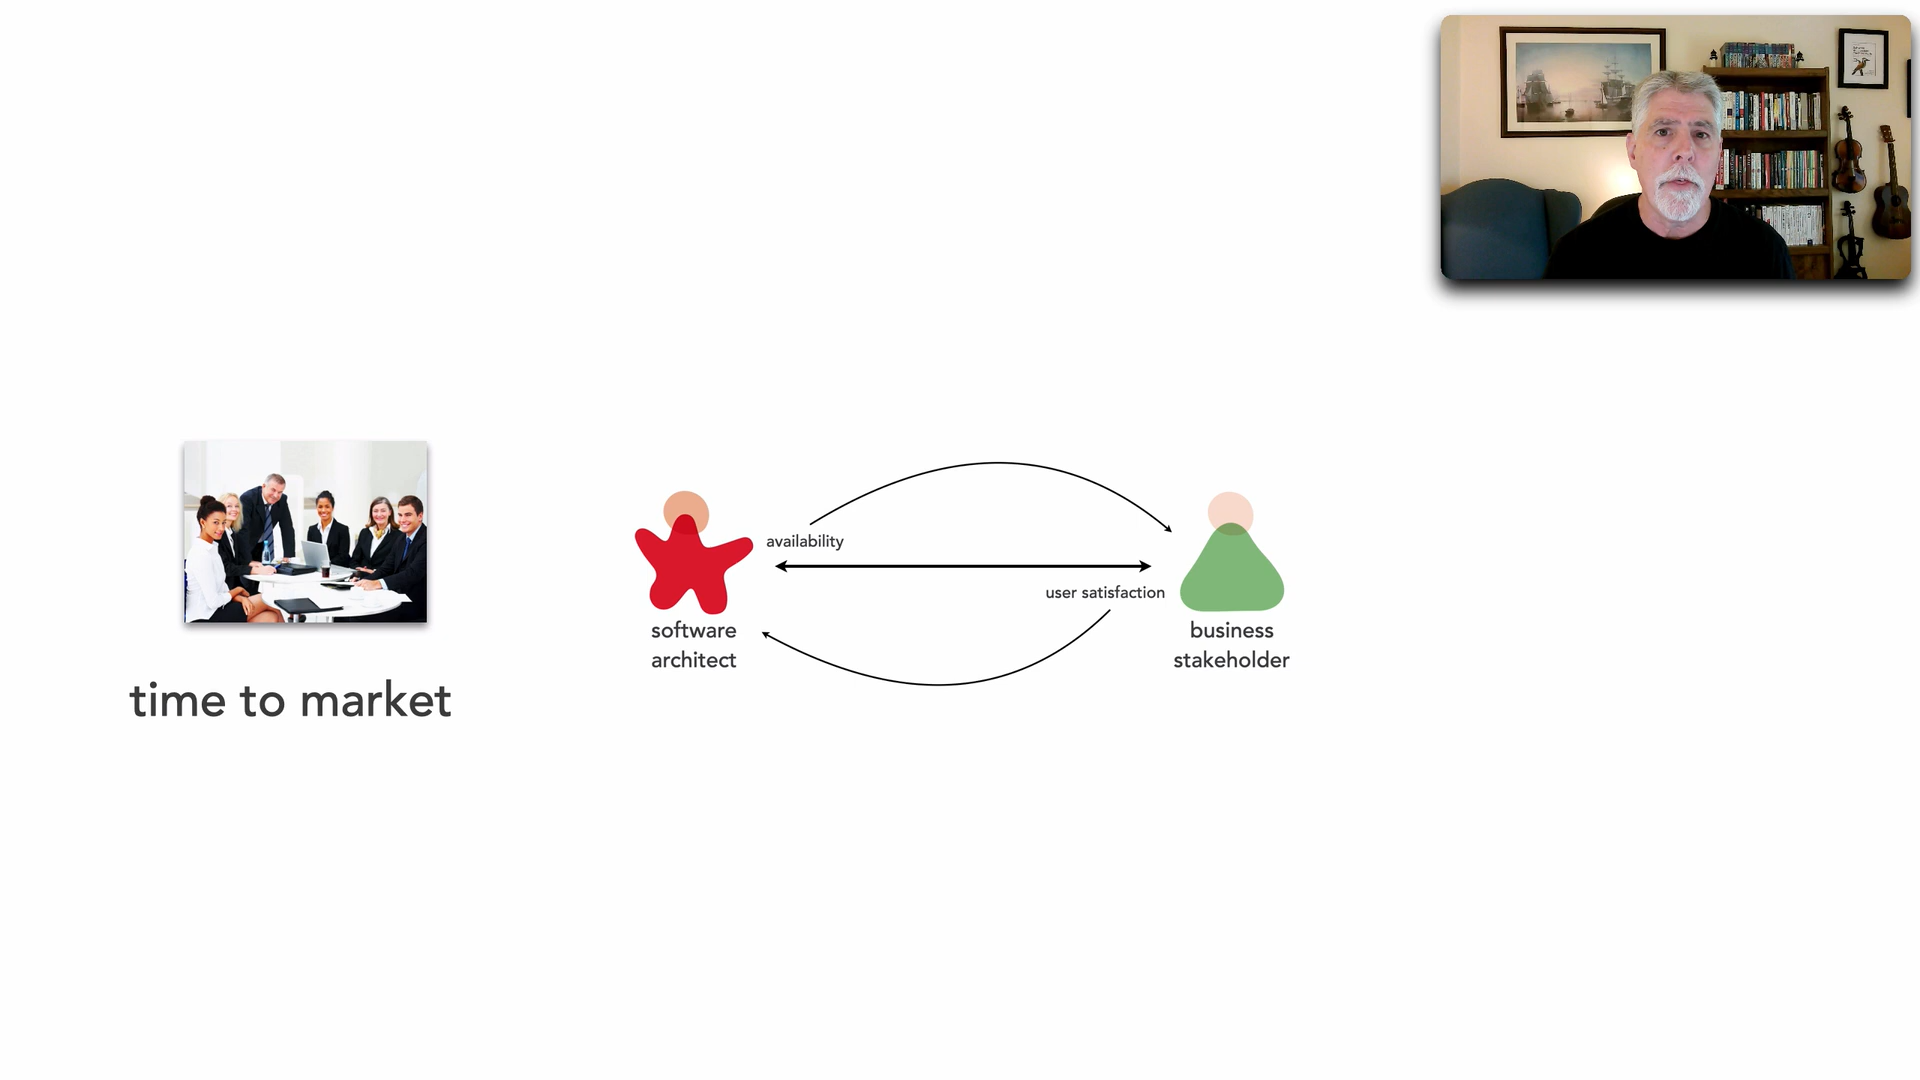 availability
user satisfaction
software
architect
business
stakeholder
time to market